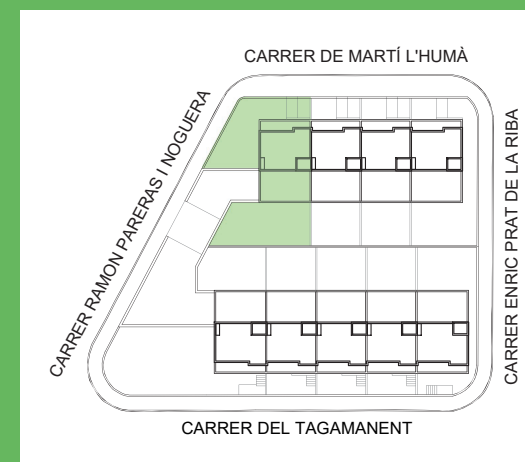 CARRER DE MARTÍ L'HUMÀ
CARRER RAMON PARERAS I NOGUERA
CARRER ENRIC PRAT DE LA RIBA
CARRER DEL TAGAMANENT